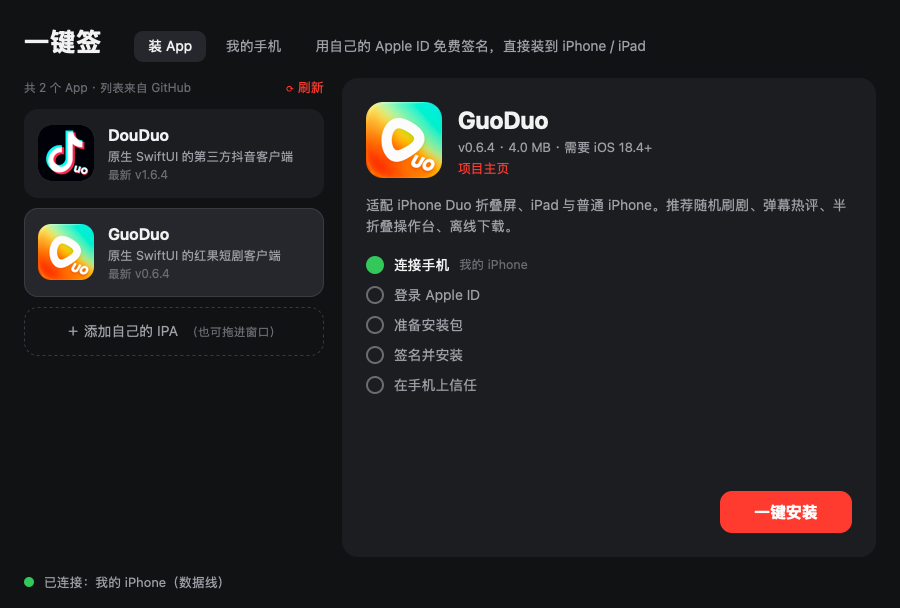 一键签
装 App
我的手机
用自己的 Apple ID 免费签名，直接装到 iPhone / iPad
共 2 个 App · 列表来自 GitHub
⟳ 刷新
DouDuo
原生 SwiftUI 的第三方抖音客户端
最新 v1.6.4
uo
GuoDuo
原生 SwiftUI 的红果短剧客户端
最新 v0.6.4
uo
+ 添加自己的 IPA （也可拖进窗口）
uo
GuoDuo
v0.6.4 · 4.0 MB · 需要 iOS 18.4+
项目主页
适配 iPhone Duo 折叠屏、iPad 与普通 iPhone。推荐随机刷剧、弹幕热评、半
折叠操作台、离线下载。
连接手机 我的 iPhone
登录 Apple ID
准备安装包
签名并安装
在手机上信任
一键安装
已连接：我的 iPhone（数据线）